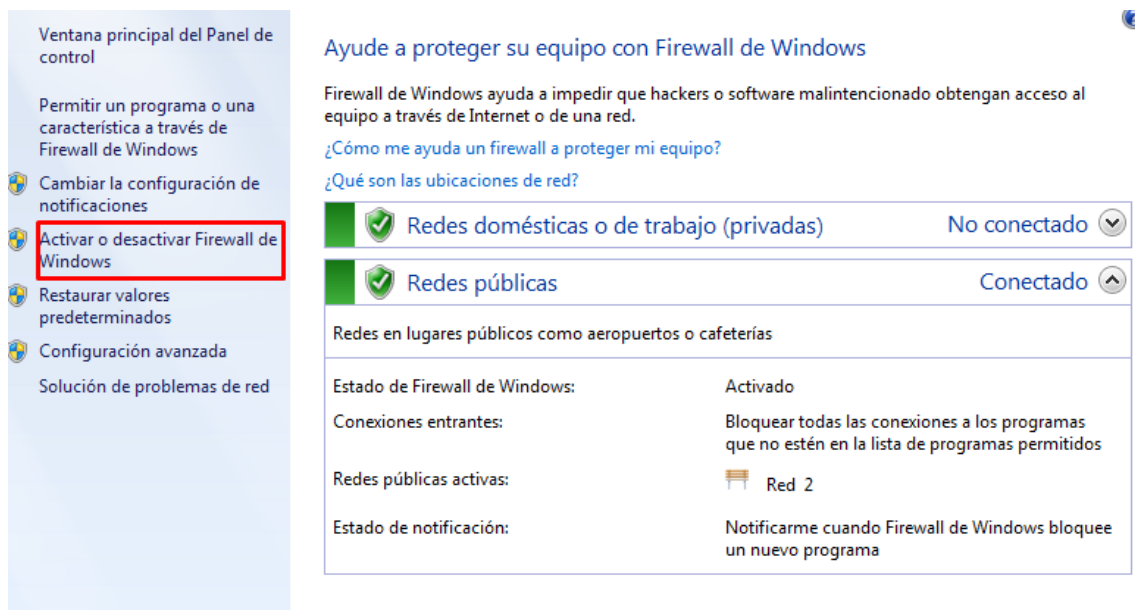 Ventana principal del Panel de
control
Permitir un programa o una
característica a través de
Firewall de Windows
Cambiar la configuración de
notificaciones
Activar o desactivar Firewall de
Windows
Restaurar valores
predeterminados
Configuración avanzada
Solución de problemas de red
Ayude a proteger su equipo con Firewall de Windows
Firewall de Windows ayuda a impedir que hackers o software malintencionado obtengan acceso al
equipo a través de Internet o de una red.
¿Cómo me ayuda un firewall a proteger mi equipo?
¿Qué son las ubicaciones de red?
Redes domésticas o de trabajo (privadas) No conectado
Redes públicas Conectado
Redes en lugares públicos como aeropuertos o cafeterías
Estado de Firewall de Windows: Activado
Conexiones entrantes: Bloquear todas las conexiones a los programas
que no estén en la lista de programas permitidos
Redes públicas activas: Red 2
Estado de notificación: Notificarme cuando Firewall de Windows bloquee
un nuevo programa